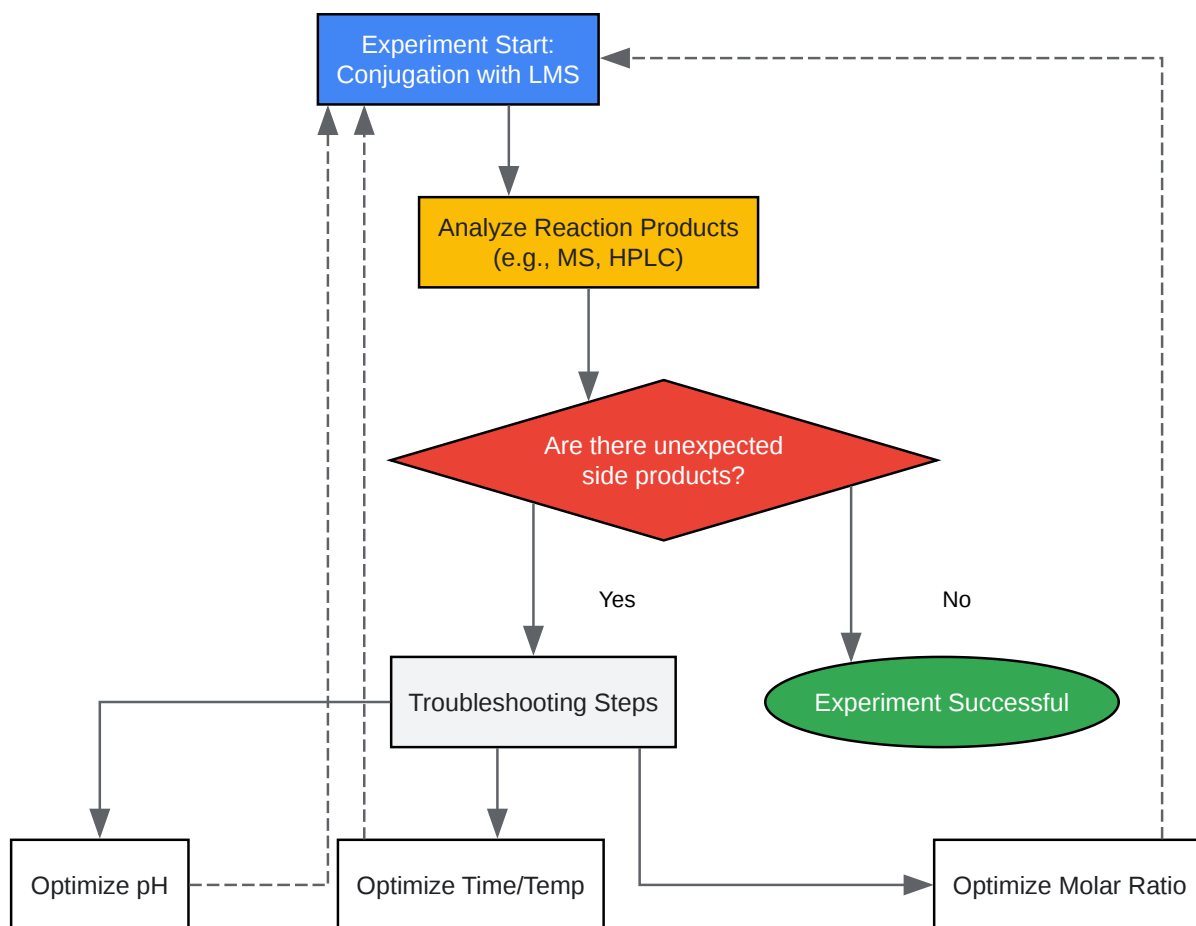 Experiment Start:
Conjugation with LMS
Analyze Reaction Products
(e.g., MS, HPLC)
Are there unexpected
side products?
Yes
No
Troubleshooting Steps
Experiment Successful
Optimize pH
Optimize Time/Temp
Optimize Molar Ratio